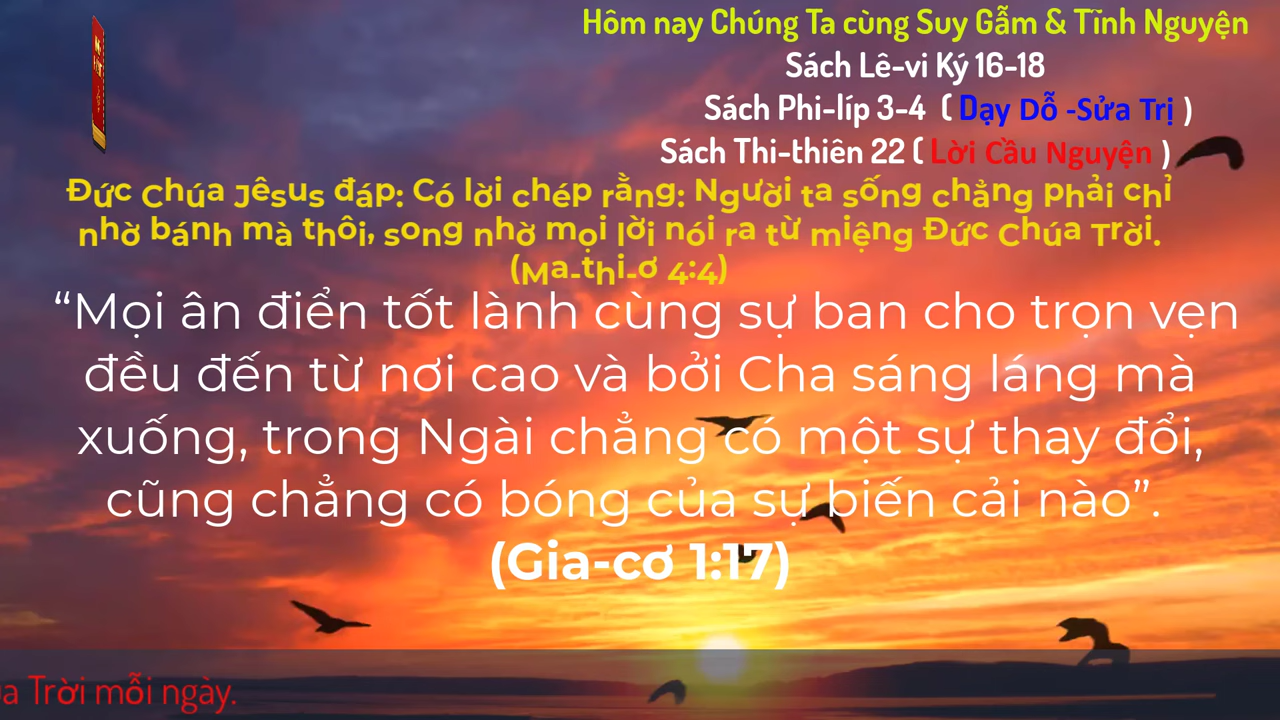 Hôm nay Chúng Ta cùng Suy Gẫm & Tĩnh Nguyện
Sách Lê-vi Ký 16-18
Sách Phi-líp 3-4 ( Dạy Dỗ -Sửa Trị )
Sách Thi-thiên 22 ( Lời Cầu Nguyện )
Đức Chúa Jêsus đáp: Có lời chép rằng: Người ta sống chẳng phải chỉ
nhờ bánh mà thôi, song nhờ mọi lời nói ra từ miệng Đức Chúa Trời.
(Ma-thi-ơ 4:4)
“Mọi ân điển tốt lành cùng sự ban cho trọn vẹn
đều đến từ nơi cao và bởi Cha sáng láng mà
xuống, trong Ngài chẳng có một sự thay đổi,
cũng chẳng có bóng của sự biến cải nào”.
(Gia-cơ 1:17)
Trời mỗi ngày.